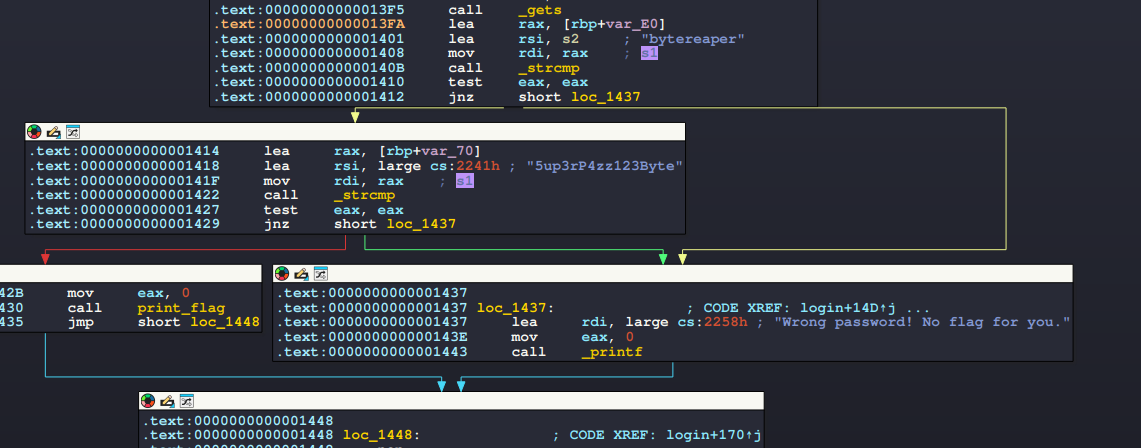 .text:00000000000013F5 call _gets
.text:00000000000013FA lea rax, [rbp+var_E0]
.text:0000000000001401 lea rsi, s2 ; "bytereaper"
.text:0000000000001408 mov rdi, rax ; s1
.text:000000000000140B call _strcmp
.text:0000000000001410 test eax, eax
.text:0000000000001412 jnz short loc_1437
.text:0000000000001414 lea rax, [rbp+var_70]
.text:0000000000001418 lea rsi, large cs:2241h ; "5up3rP4zz123Byte"
.text:000000000000141F mov rdi, rax ; s1
.text:0000000000001422 call _strcmp
.text:0000000000001427 test eax, eax
.text:0000000000001429 jnz short loc_1437
42B mov eax, 0
430 call print_flag
435 jmp short loc_1448
.text:0000000000001437
.text:0000000000001437 loc_1437: ; CODE XREF: login+14D↑j ...
.text:0000000000001437 lea rdi, large cs:2258h ; "Wrong password! No flag for you."
.text:000000000000143E mov eax, 0
.text:0000000000001443 call _printf
.text:0000000000001448
.text:0000000000001448 loc_1448: ; CODE XREF: login+170↑j